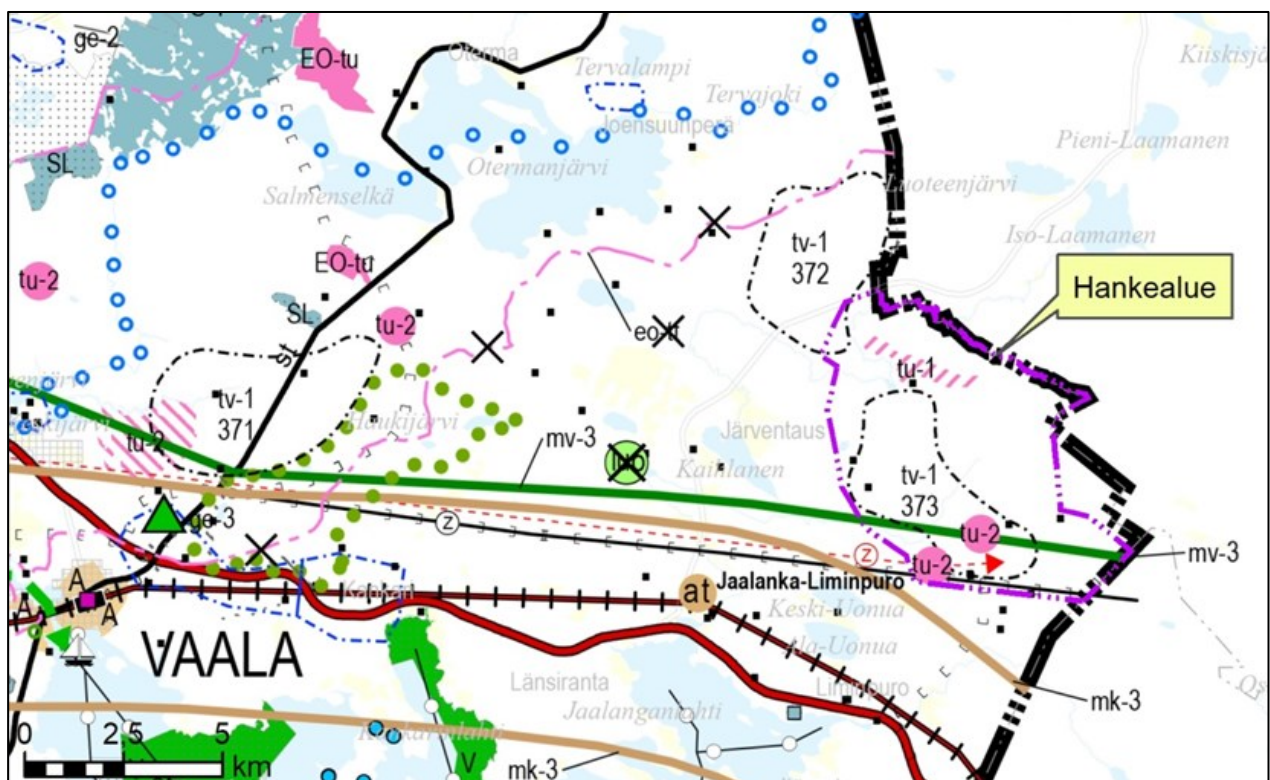 ge-2
EO-tu
Oterma
Tervalampi
Tervajoki
Joensuunperä
Kiiskisjä
Pieni-Laamanen
SL
Otermanjärvi
Salmenselkä
Luoteenjärvi
Iso-Laamanen
tv-1
372
EO-tu
tu-2
Hankealue
SL
tu-2
st
tu-1
tv-1
371
Haukijärvi
mv-3
Järventaus
Kaihlanen
tu-2
tv-1
373
ge-3
z
tu-2
z
tu-2
mv-3
A
A
A
Kankari
at
Jaalanka-Liminpuro
Keski-Uonua
Ala-Uonua
VAALA
Länsiranta
Liminpuro
Jaalanganlahti
mk-3
Os
0 2.5 5
km
V
mk-3